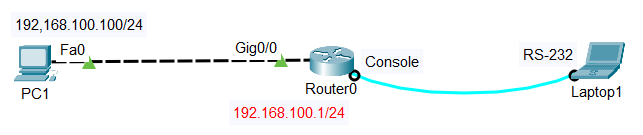 192,168.100.100/24
Fa0
Gig0/0
Console
RS-232
PC1
Router0
Laptop1
192.168.100.1/24